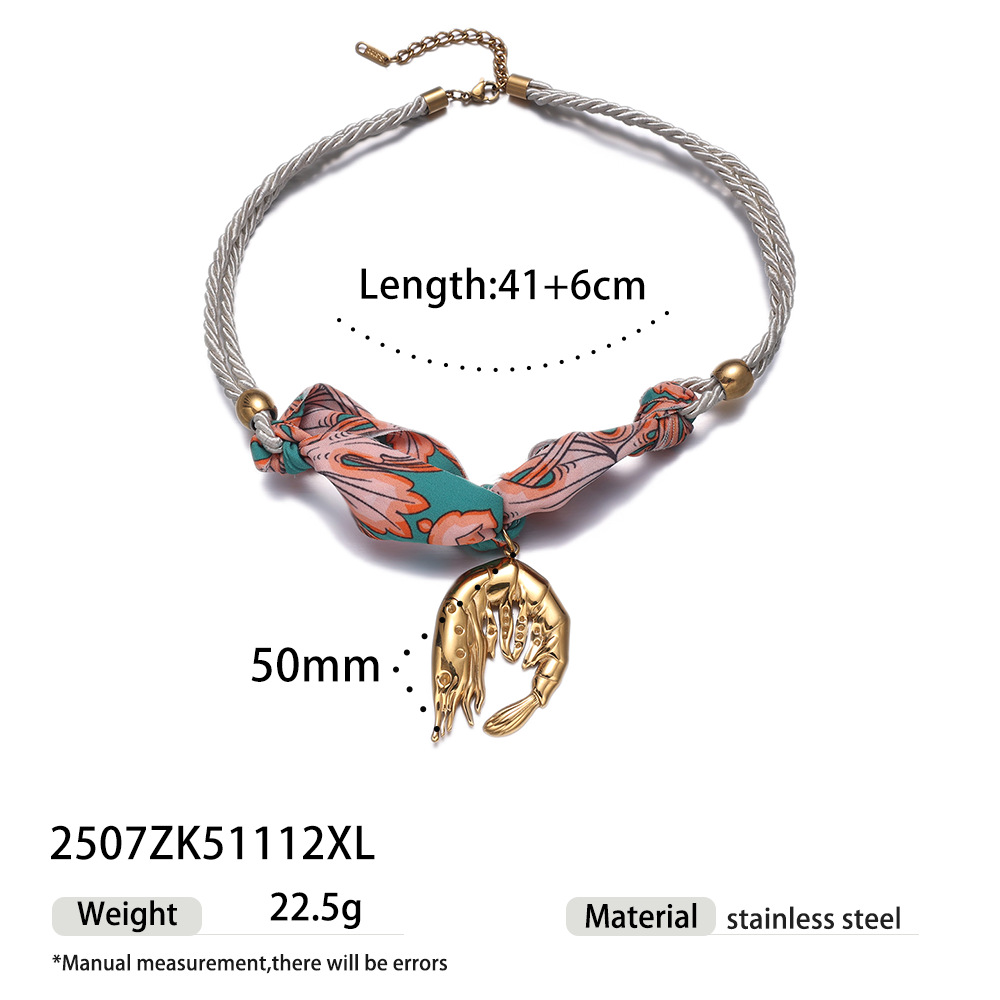 Length:41+6cm
50mm
2507ZK51112XL
Weight 22.5g
Material stainless steel
*Manual measurement,there will be errors